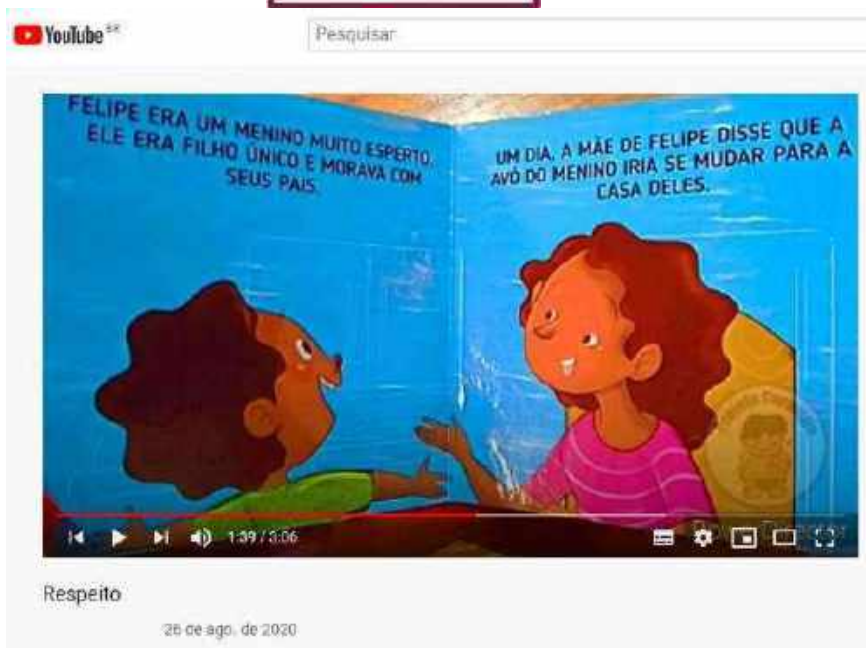 YouTube BR
Pesquisar
FELIPE ERA UM MENINO MUITO ESPERTO.
ELE ERA FILHO ÚNICO E MORAVA COM
SEUS PAIS.
UM DIA, A MÃE DE FELIPE DISSE QUE A
AVÓ DO MENINO IRIA SE MUDAR PARA A
CASA DELES.
1:39 / 3:06
Respeito
26 de ago. de 2020